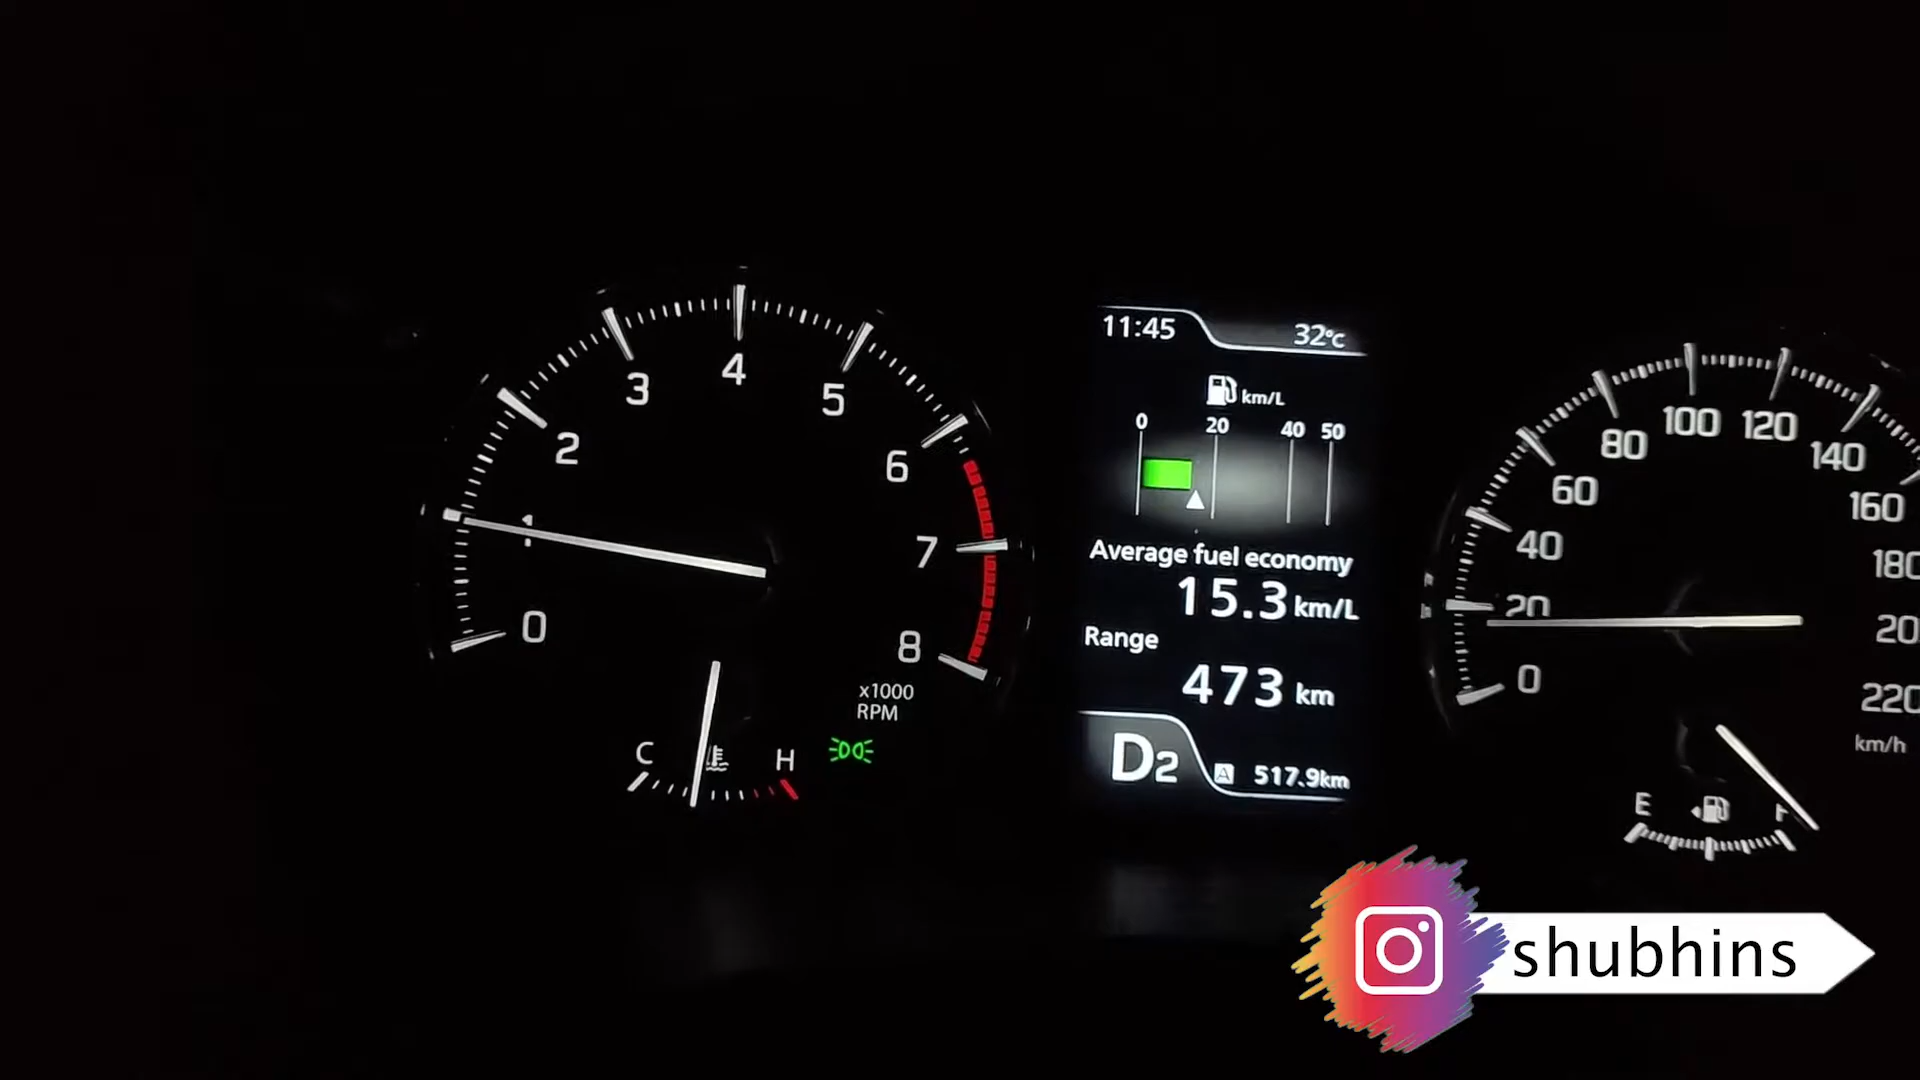 0
1
2
3
4
5
6
7
8
x1000
RPM
C
H
11:45
32°C
km/L
0 20 40 50
Average fuel economy
15.3 km/L
Range
473 km
D2
A 517.9km
0
20
40
60
80
100
120
140
160
180
20
220
km/h
E
F
shubhins